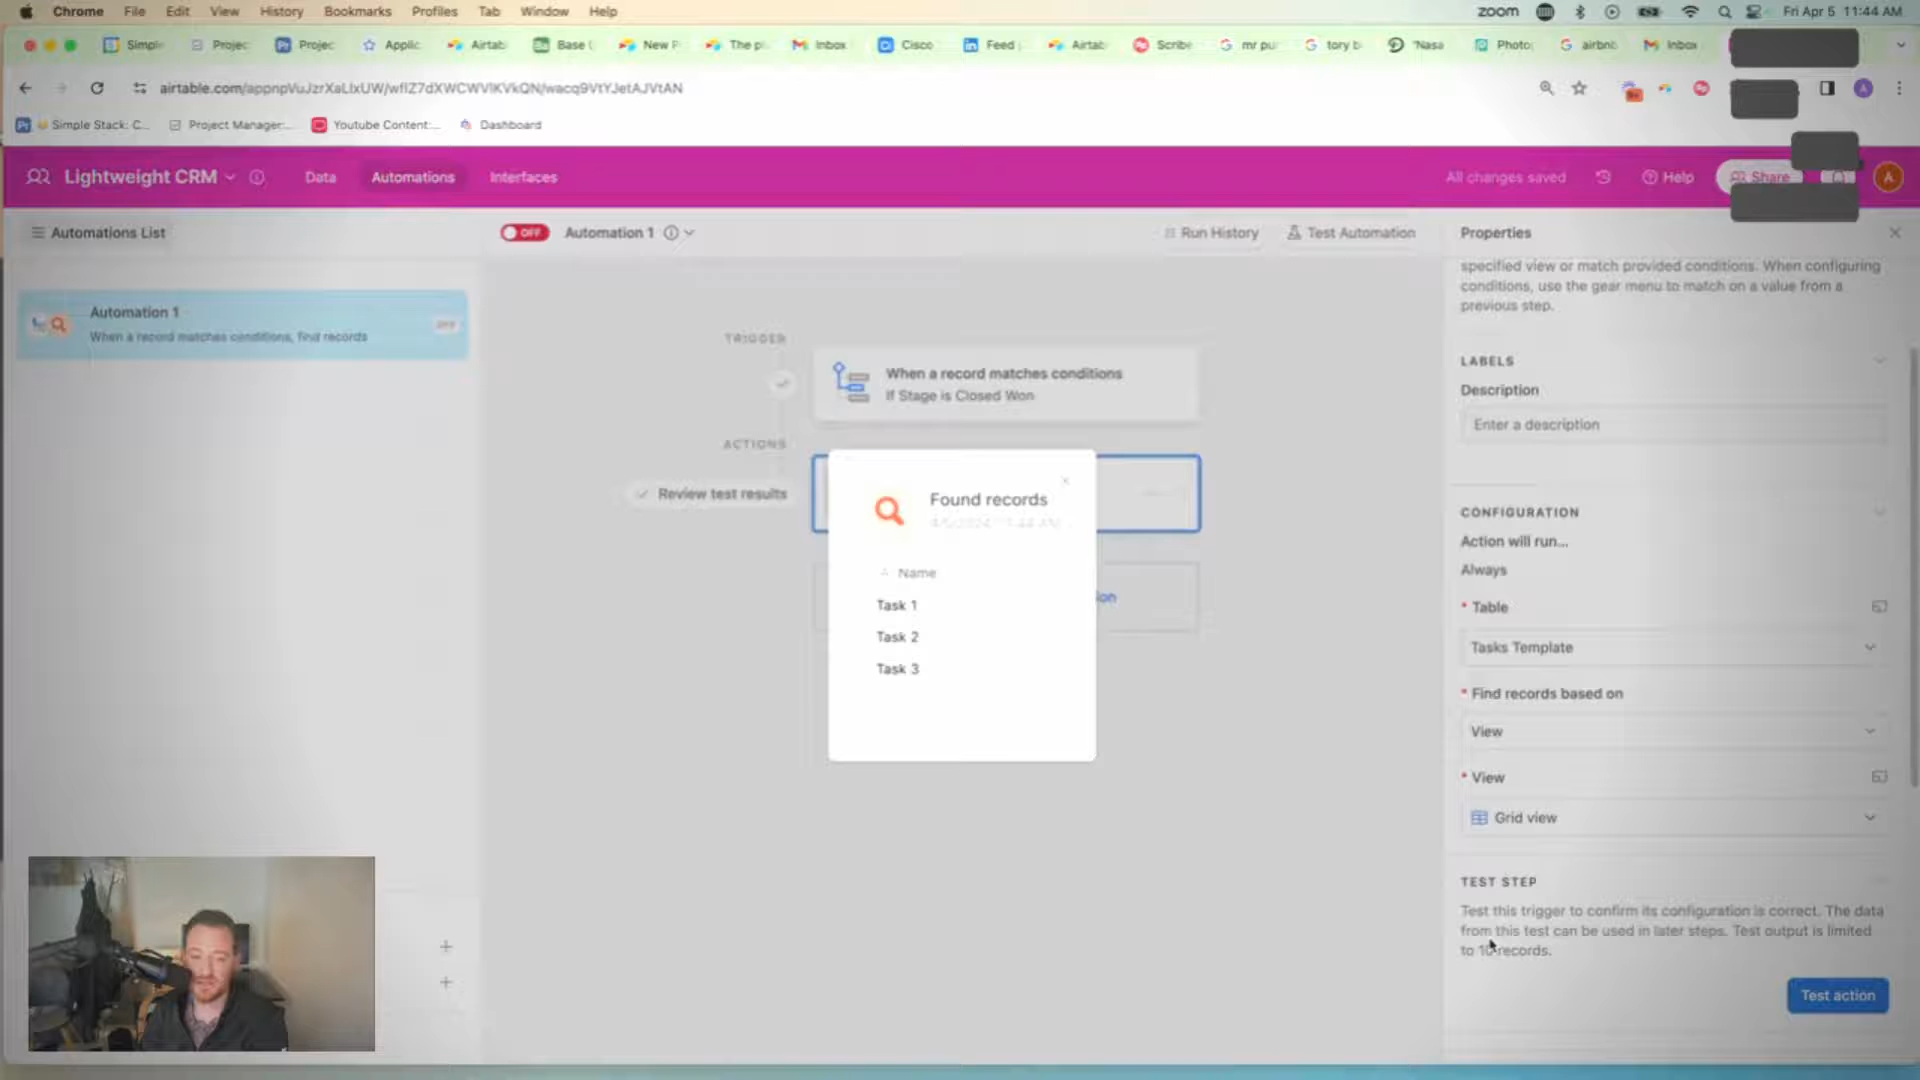 Chrome File Edit View History Bookmarks Profiles Tab Window Help
zoom Fri Apr 5 11:44 AM
Simple Projec Projec Applic Airtab Base New P The p Inbox Cisco Feed Airtab Scribe mr pu tory b 'Nasa Photo airbnb Inbox
Simple Stack: C... Project Manager:... Youtube Content:... Dashboard
Lightweight CRM Data Automations Interfaces
All changes saved Help Share A
Automations List
OFF Automation 1
Run History Test Automation
Properties
Automation 1
When a record matches conditions, find records
OFF
TRIGGER
When a record matches conditions
If Stage is Closed Won
ACTIONS
Review test results
Found records
4/5/2024 11:44 AM
Name
Task 1
Task 2
Task 3
ion
specified view or match provided conditions. When configuring
conditions, use the gear menu to match on a value from a
previous step.
LABELS
Description
Enter a description
CONFIGURATION
Action will run...
Always
* Table
Tasks Template
* Find records based on
View
* View
Grid view
TEST STEP
Test this trigger to confirm its configuration is correct. The data
from this test can be used in later steps. Test output is limited
to 10 records.
Test action